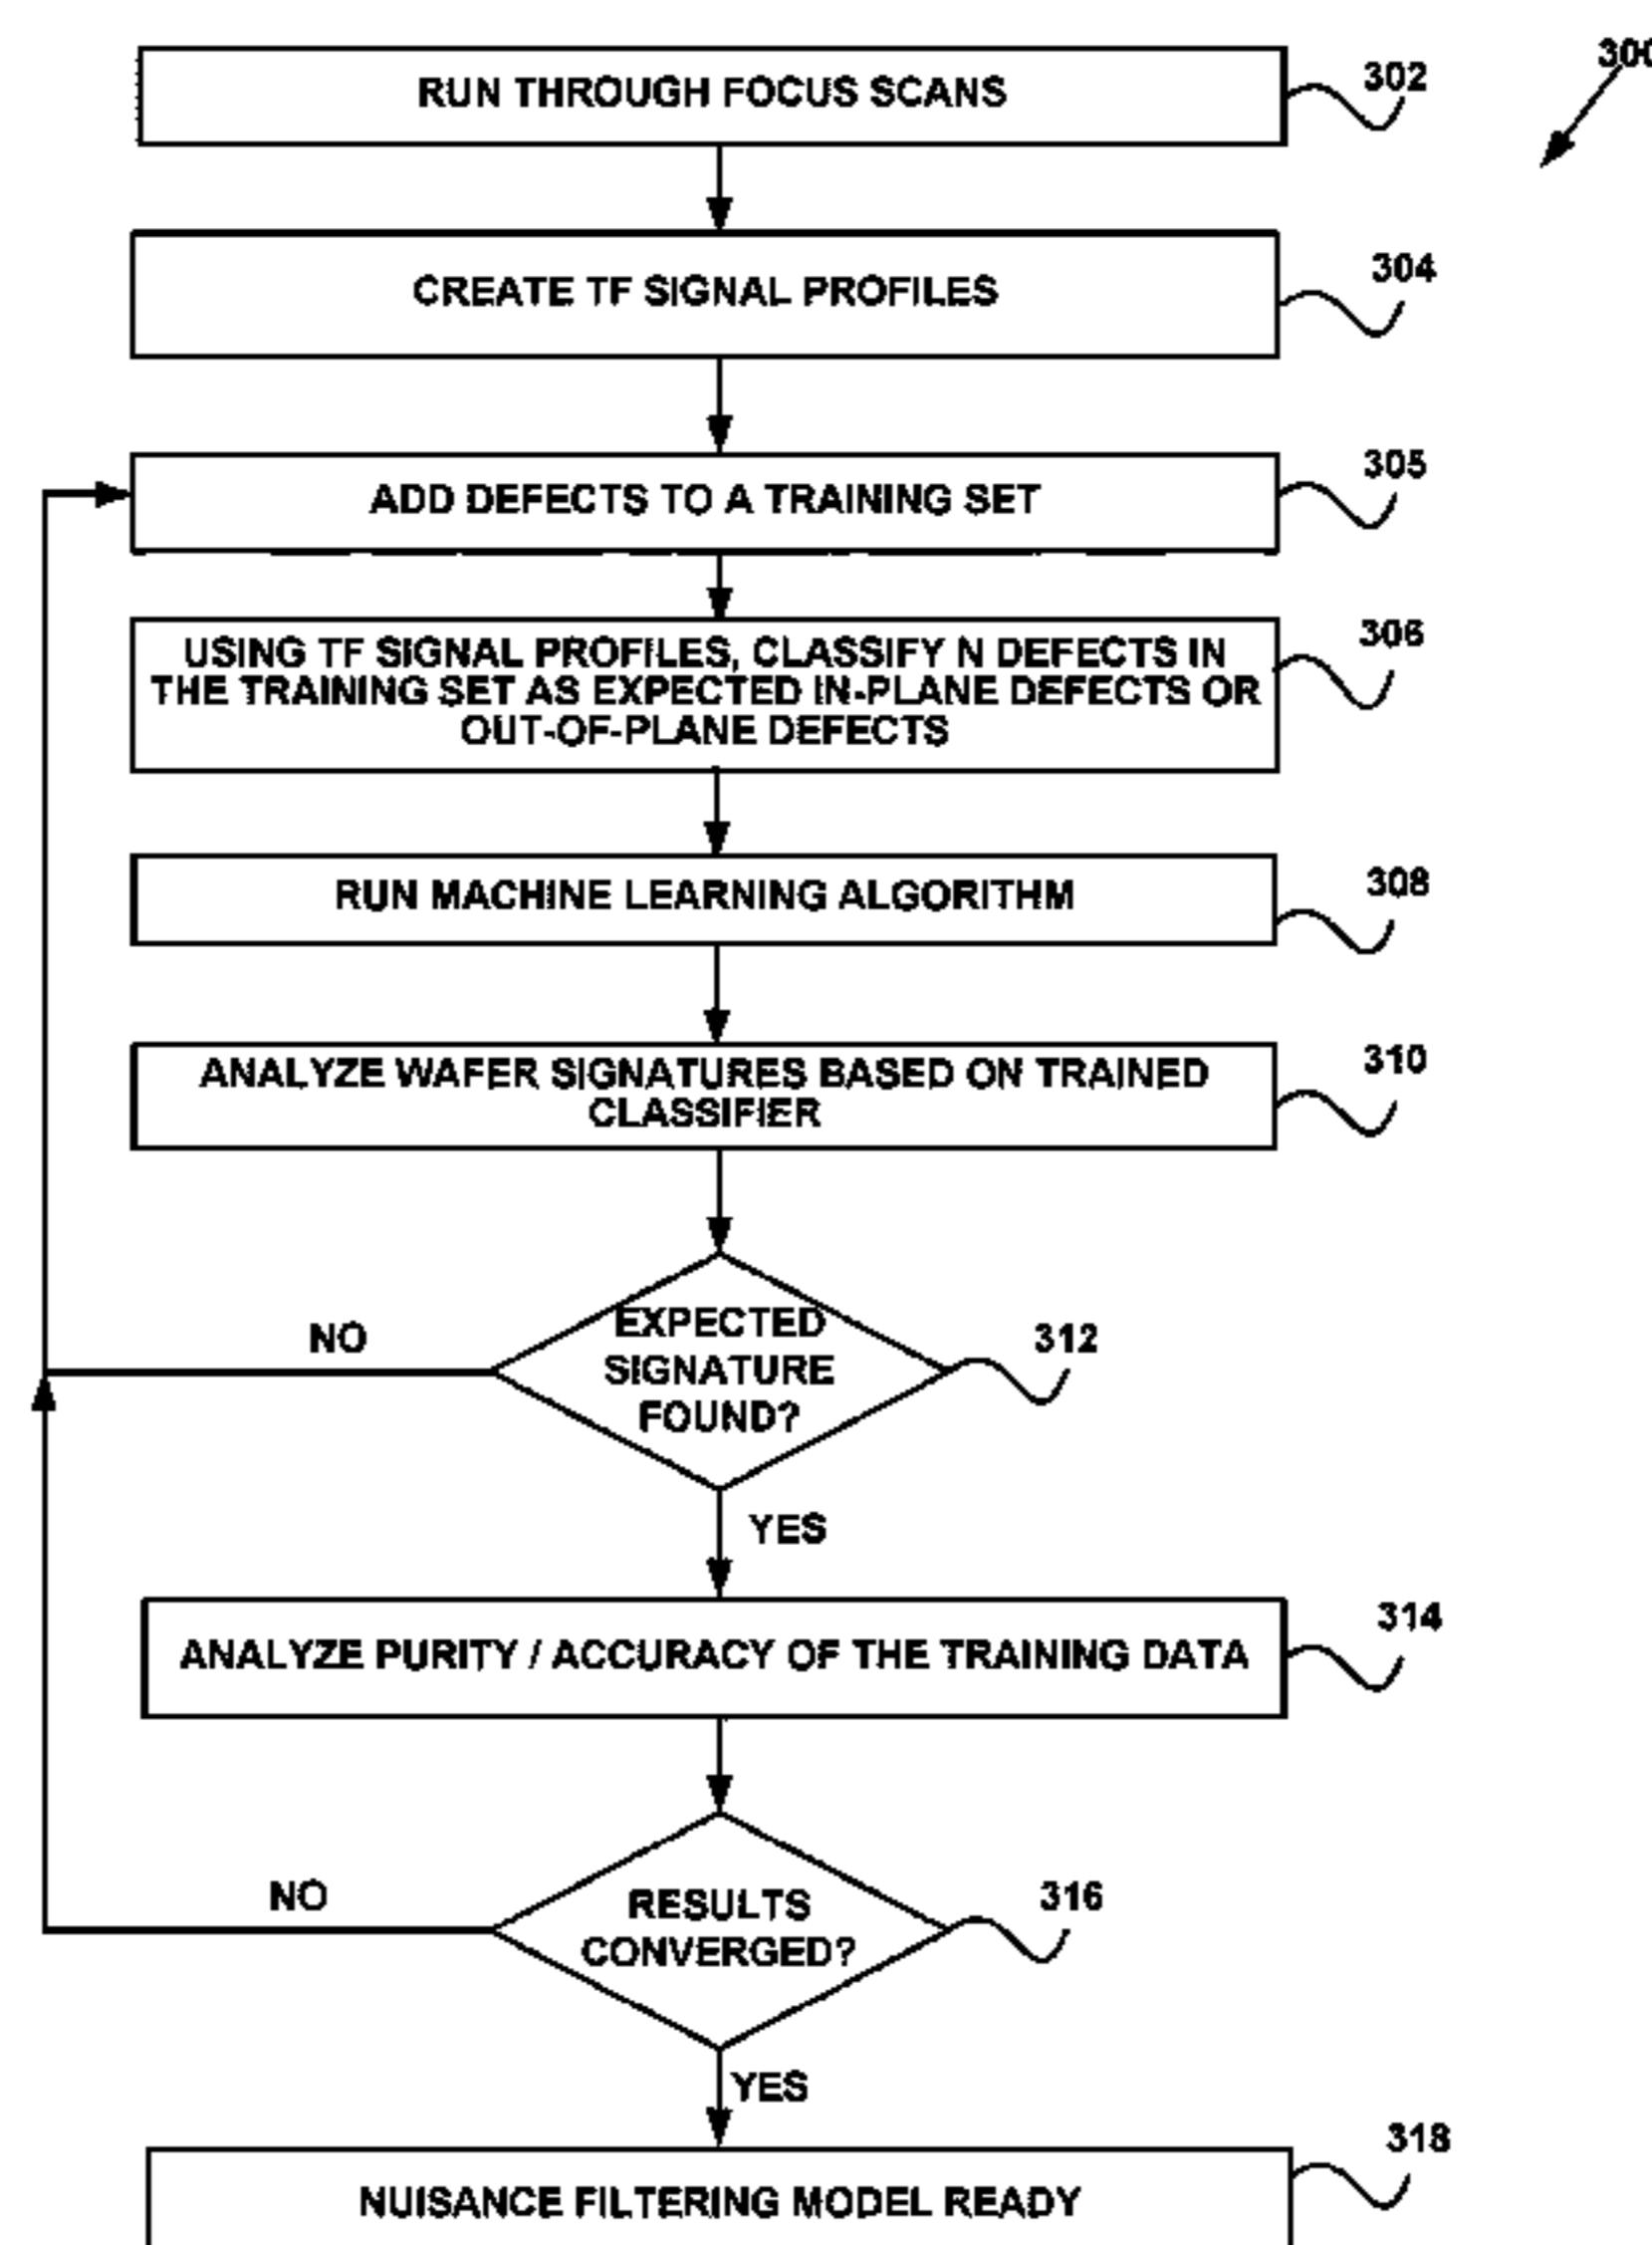 300
RUN THROUGH FOCUS SCANS
302
CREATE TF SIGNAL PROFILES
304
ADD DEFECTS TO A TRAINING SET
305
USING TF SIGNAL PROFILES, CLASSIFY N DEFECTS IN
THE TRAINING SET AS EXPECTED IN-PLANE DEFECTS OR
OUT-OF-PLANE DEFECTS
306
RUN MACHINE LEARNING ALGORITHM
308
ANALYZE WAFER SIGNATURES BASED ON TRAINED
CLASSIFIER
310
EXPECTED
SIGNATURE
FOUND?
312
NO
YES
ANALYZE PURITY / ACCURACY OF THE TRAINING DATA
314
RESULTS
CONVERGED?
316
NO
YES
NUISANCE FILTERING MODEL READY
318